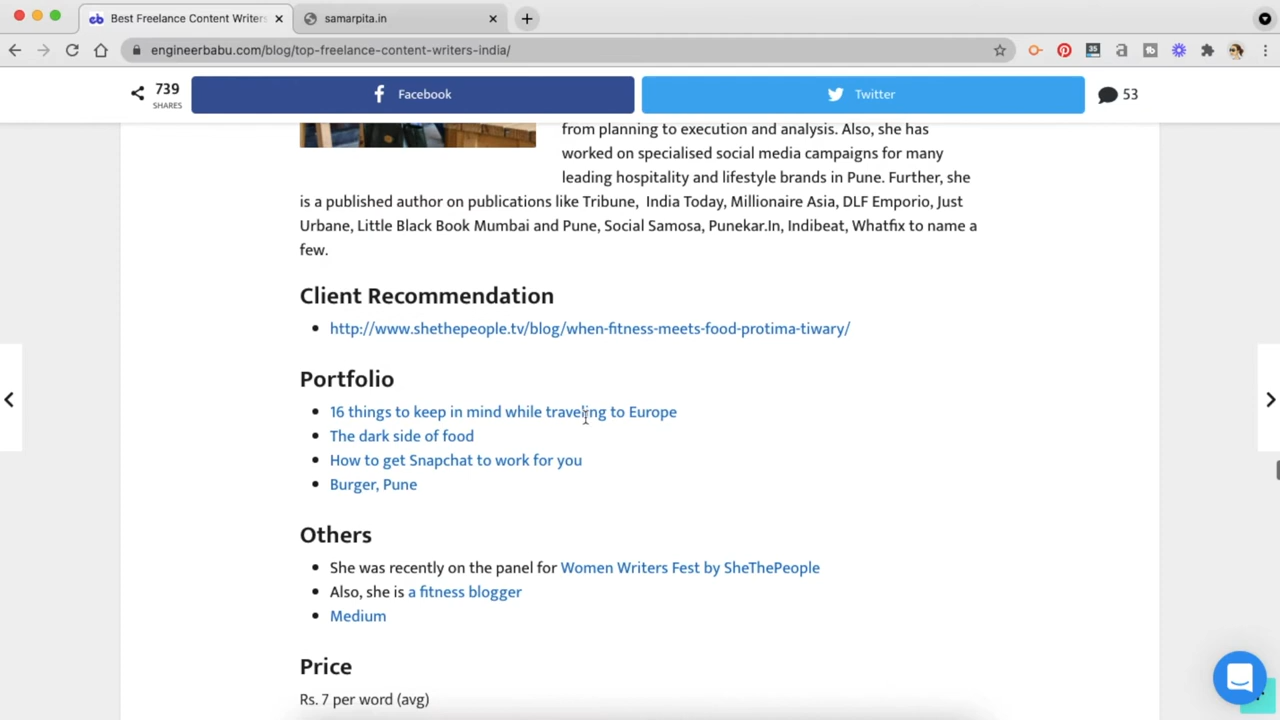 Best Freelance Content Writers
samarpita.in
engineerbabu.com/blog/top-freelance-content-writers-india/
35
739
SHARES
Facebook
Twitter
53
from planning to execution and analysis. Also, she has
worked on specialised social media campaigns for many
leading hospitality and lifestyle brands in Pune. Further, she
is a published author on publications like Tribune, India Today, Millionaire Asia, DLF Emporio, Just
Urbane, Little Black Book Mumbai and Pune, Social Samosa, Punekar.In, Indibeat, Whatfix to name a
few.
Client Recommendation
http://www.shethepeople.tv/blog/when-fitness-meets-food-protima-tiwary/
Portfolio
16 things to keep in mind while traveling to Europe
The dark side of food
How to get Snapchat to work for you
Burger, Pune
Others
She was recently on the panel for Women Writers Fest by SheThePeople
Also, she is a fitness blogger
Medium
Price
Rs. 7 per word (avg)